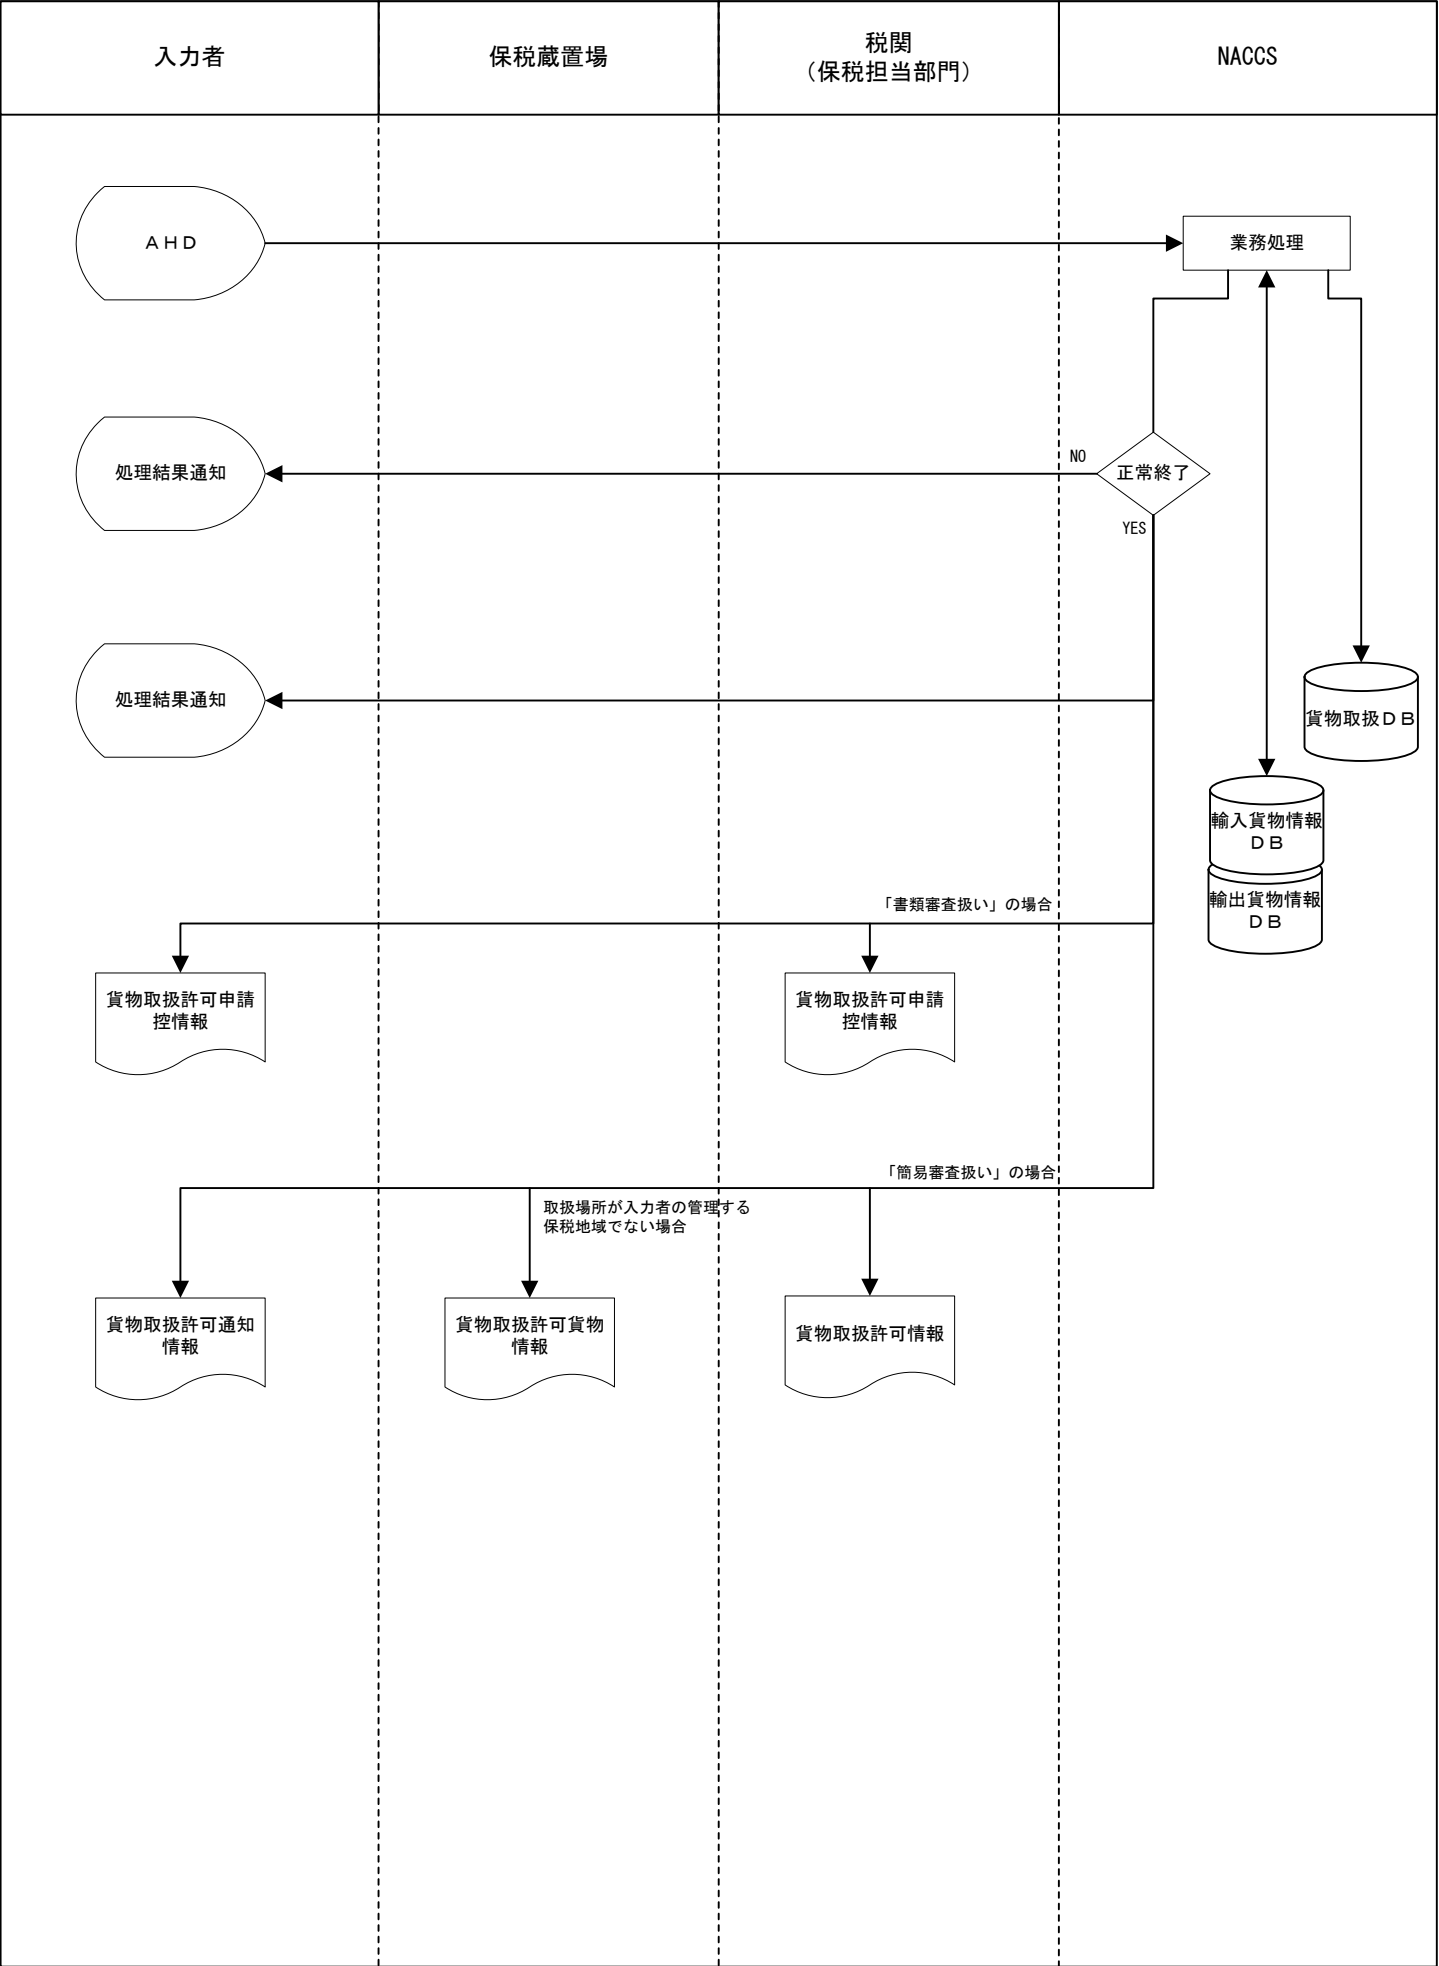 入力者
保税蔵置場
税関
（保税担当部門）
NACCS
ＡＨＤ
業務処理
処理結果通知
NO
正常終了
YES
処理結果通知
貨物取扱ＤＢ
輸入貨物情報
ＤＢ
輸出貨物情報
ＤＢ
「書類審査扱い」の場合
貨物取扱許可申請
控情報
貨物取扱許可申請
控情報
「簡易審査扱い」の場合
取扱場所が入力者の管理する
保税地域でない場合
貨物取扱許可通知
情報
貨物取扱許可貨物
情報
貨物取扱許可情報